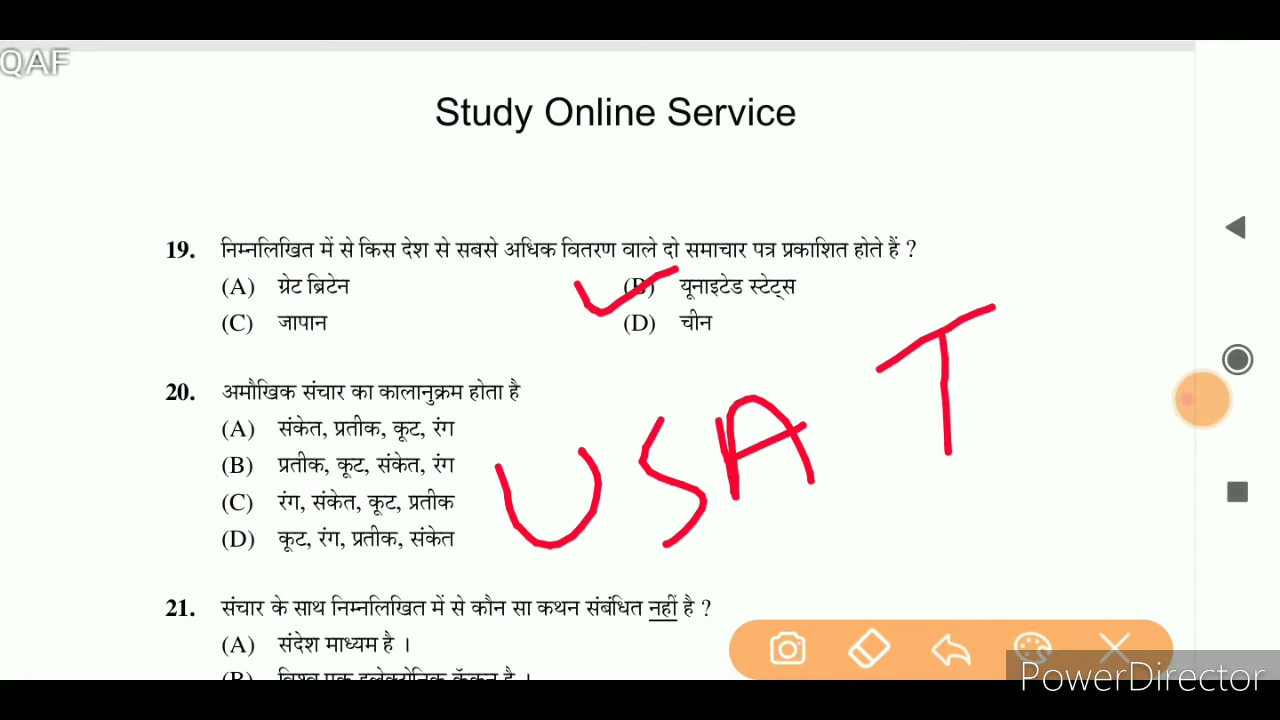 QAF
Study Online Service
19. निम्नलिखित में से किस देश से सबसे अधिक वितरण वाले दो समाचार पत्र प्रकाशित होते हैं ?
(A) ग्रेट ब्रिटेन (B) यूनाइटेड स्टेट्स
(C) जापान (D) चीन
20. अमौखिक संचार का कालानुक्रम होता है
(A) संकेत, प्रतीक, कूट, रंग
(B) प्रतीक, कूट, संकेत, रंग
(C) रंग, संकेत, कूट, प्रतीक
(D) कूट, रंग, प्रतीक, संकेत
USA T
21. संचार के साथ निम्नलिखित में से कौन सा कथन संबंधित नहीं है ?
(A) संदेश माध्यम है ।
PowerDirector